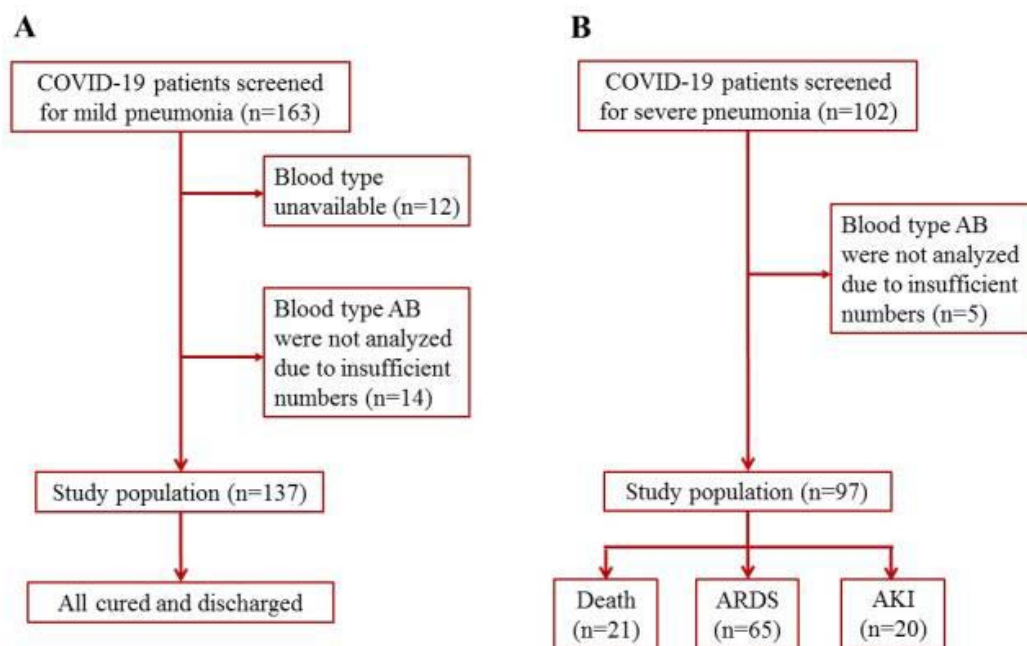 A
COVID-19 patients screened
for mild pneumonia (n=163)
Blood type
unavailable (n=12)
Blood type AB
were not analyzed
due to insufficient
numbers (n=14)
Study population (n=137)
All cured and discharged
B
COVID-19 patients screened
for severe pneumonia (n=102)
Blood type AB
were not analyzed
due to insufficient
numbers (n=5)
Study population (n=97)
Death
(n=21)
ARDS
(n=65)
AKI
(n=20)